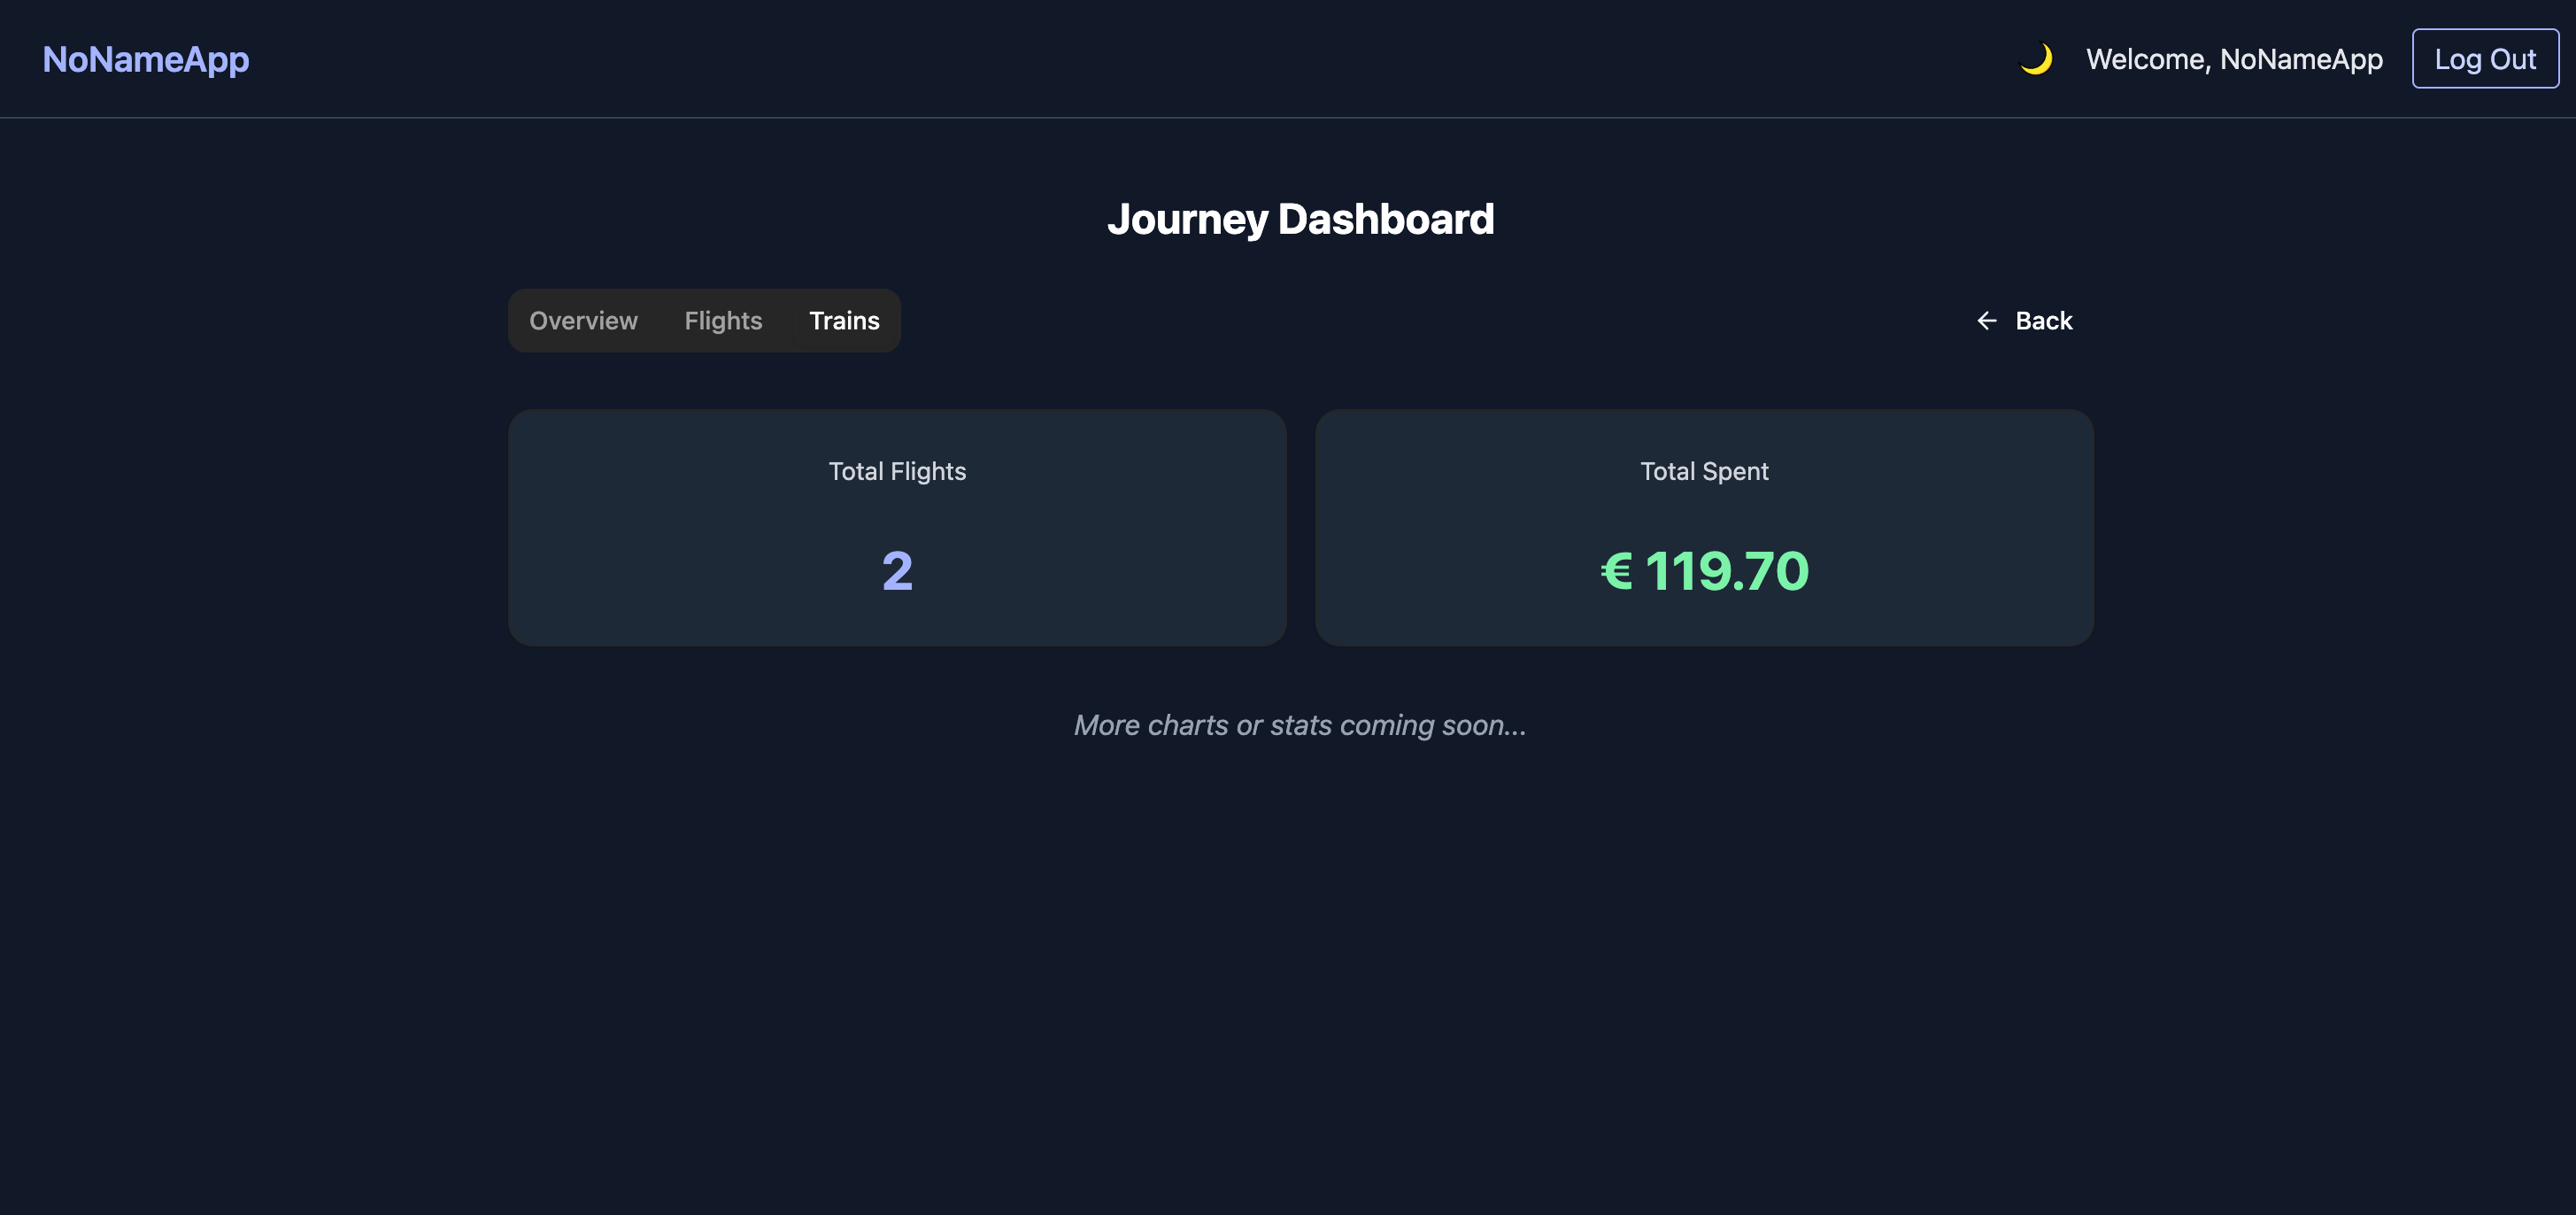 NoNameApp
Welcome, NoNameApp
Log Out
Journey Dashboard
Overview Flights Trains
Back
Total Flights
2
Total Spent
€ 119.70
More charts or stats coming soon...